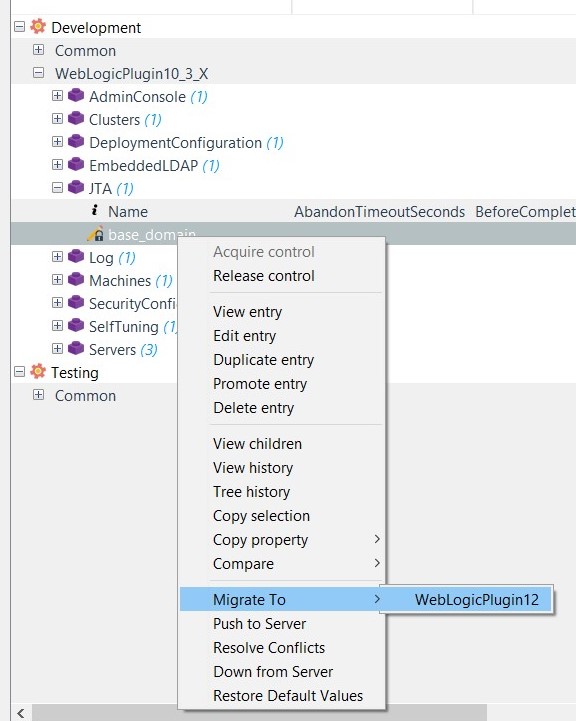 Development
Common
WebLogicPlugin10_3_X
AdminConsole (1)
Clusters (1)
DeploymentConfiguration (1)
EmbeddedLDAP (1)
JTA (1)
Name AbandonTimeoutSeconds BeforeComplet
base_domain
Log (1)
Machines (1)
SecurityConfi
SelfTuning (1)
Servers (3)
Testing
Common
Acquire control
Release control
View entry
Edit entry
Duplicate entry
Promote entry
Delete entry
View children
View history
Tree history
Copy selection
Copy property
Compare
Migrate To
WebLogicPlugin12
Push to Server
Resolve Conflicts
Down from Server
Restore Default Values